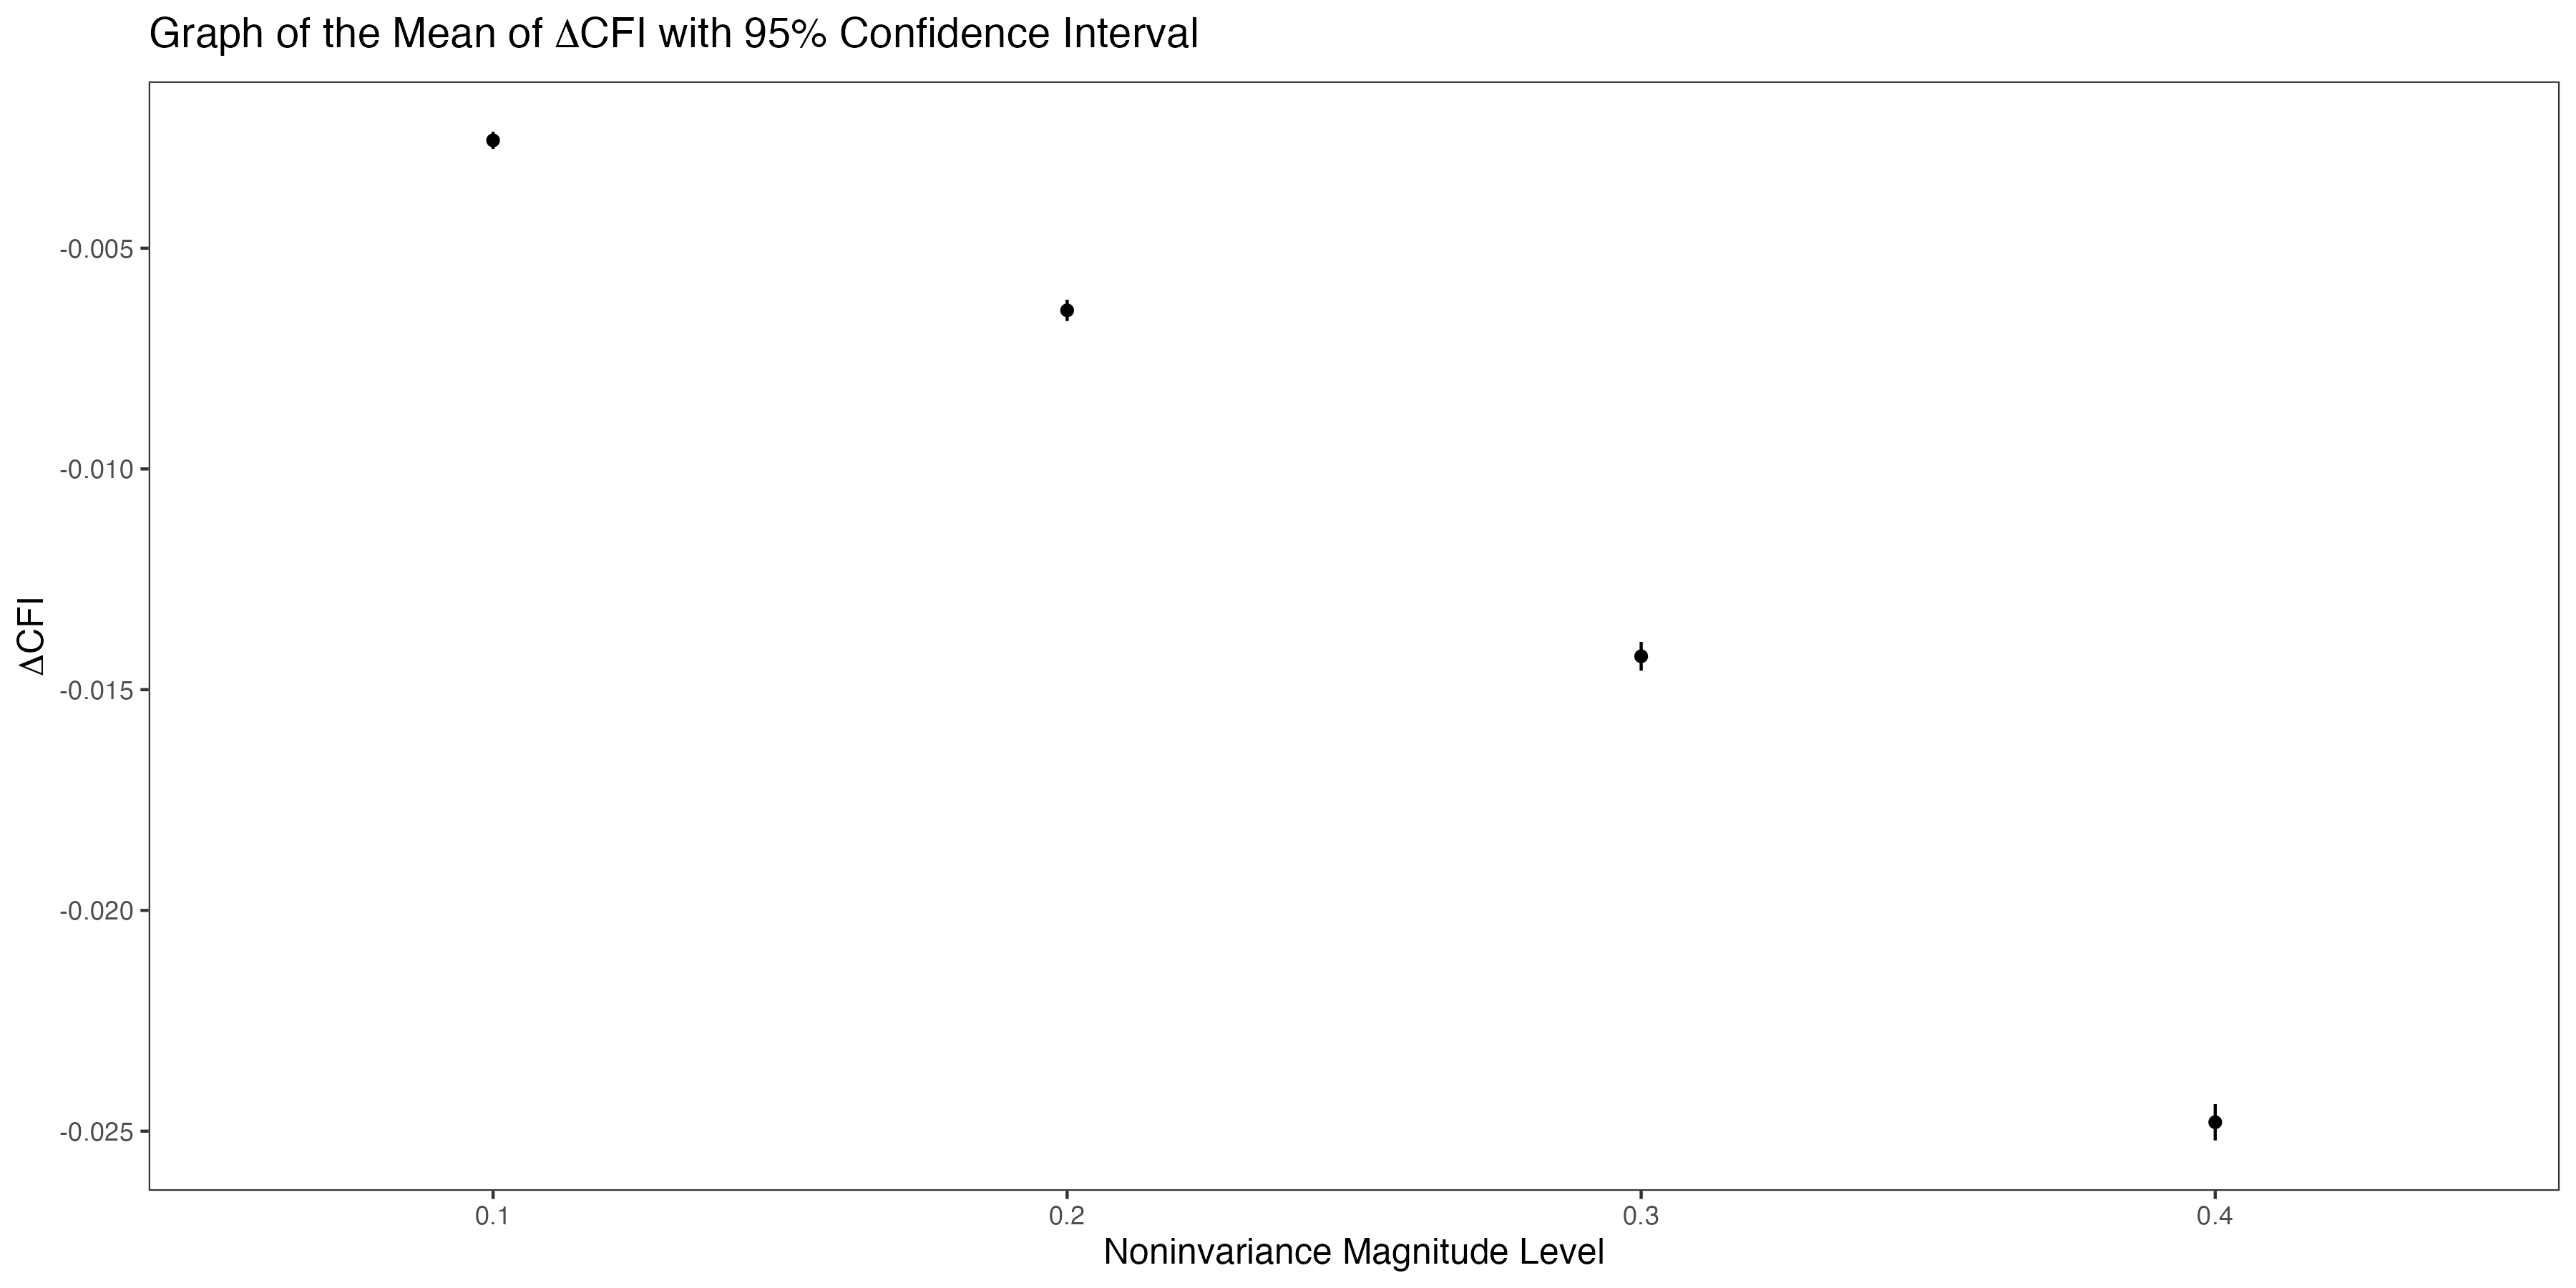 Graph of the Mean of ΔCFI with 95% Confidence Interval
-0.005
-0.010
ΔCFI
-0.015
-0.020
-0.025
0.1 0.2 0.3 0.4
Noninvariance Magnitude Level